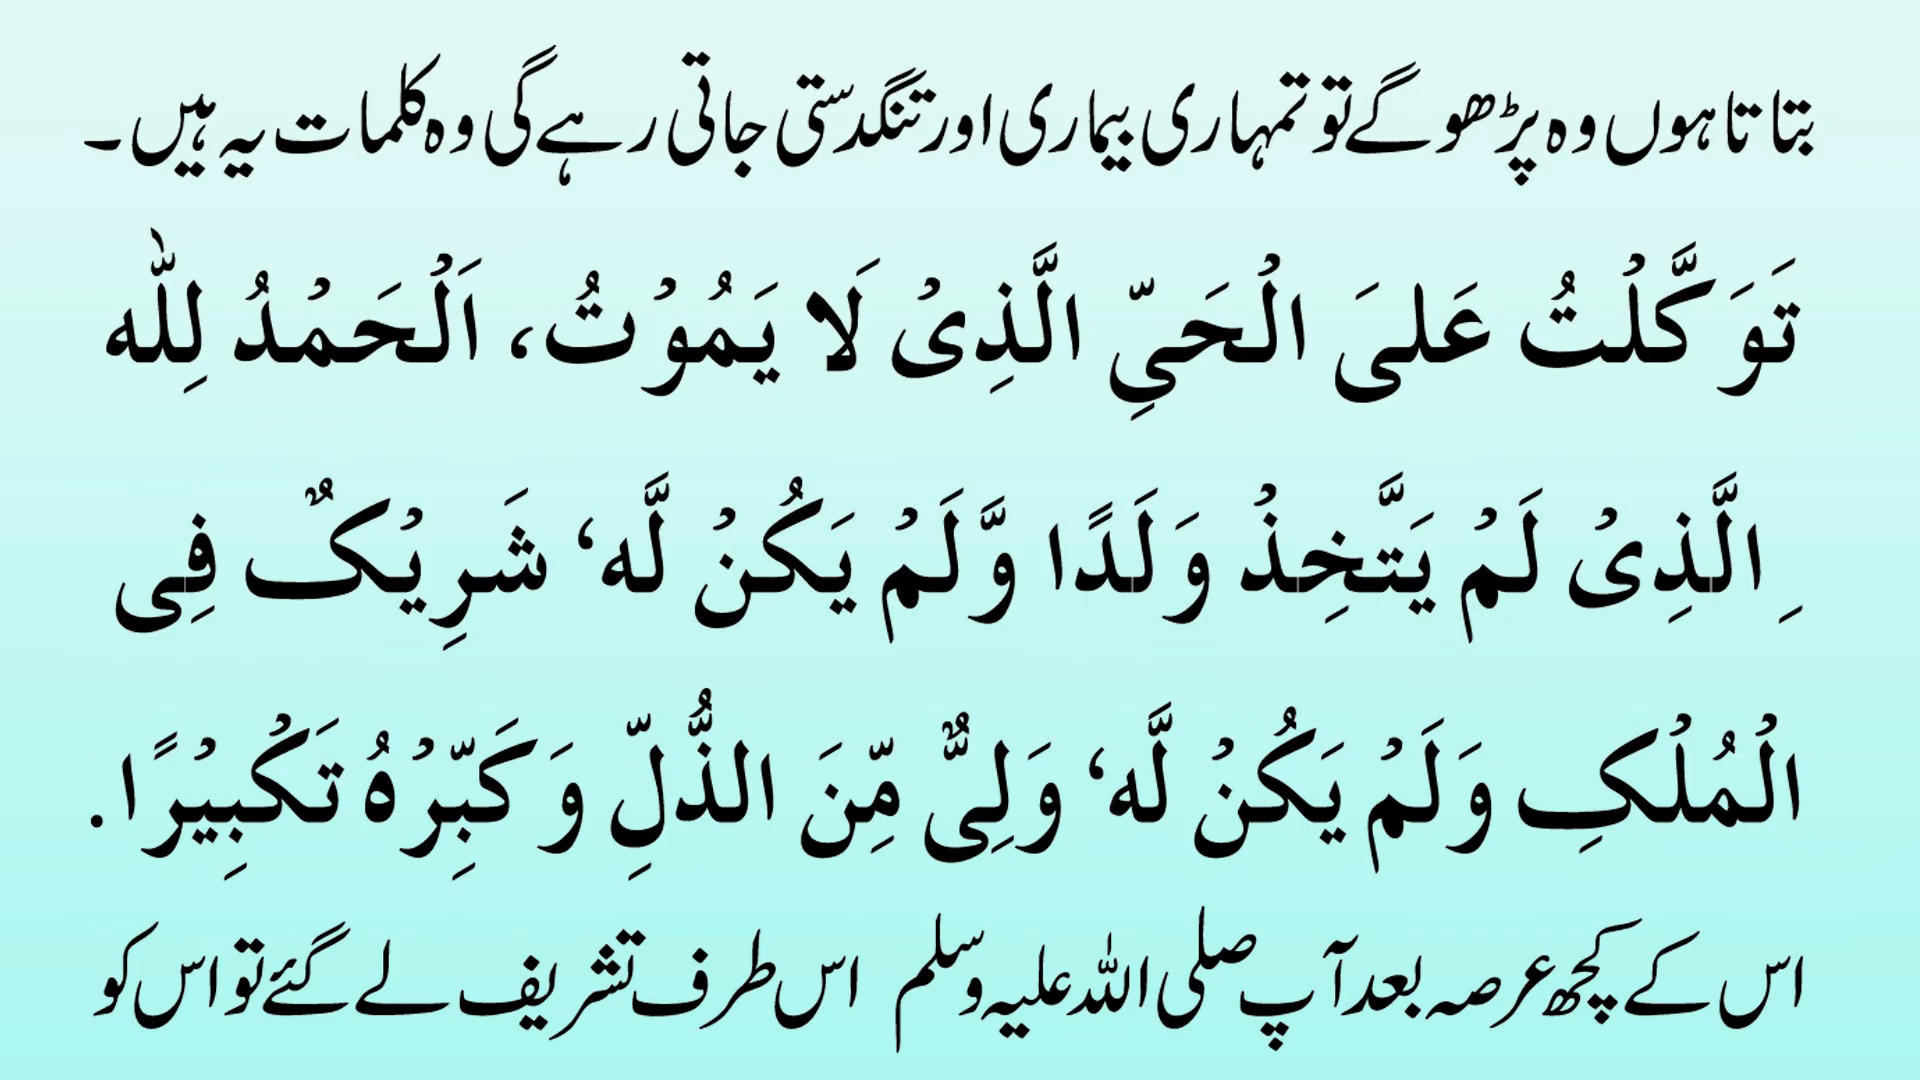 بتاتا ہوں وہ پڑھو گے تو تمہاری بیماری اور تنگدستی جاتی رہے گی وہ کلمات یہ ہیں۔
تَوَکَّلْتُ عَلیَ الْحَیِّ الَّذِیْ لَا یَمُوْتُ، اَلْحَمْدُ لِلّٰہ
ِالَّذِیْ لَمْ یَتَّخِذْ وَلَدًا وَّلَمْ یَکُنْ لَّہ‘ شَرِیْکٌ فِی
الْمُلْکِ وَلَمْ یَکُنْ لَّہ‘ وَلِیٌّ مِّنَ الذُّلِّ وَکَبِّرْہُ تَکْبِیْرًا.
اس کے کچھ عرصہ بعد آپ صلی اللہ علیہ وسلم اس طرف تشریف لے گئے تو اس کو